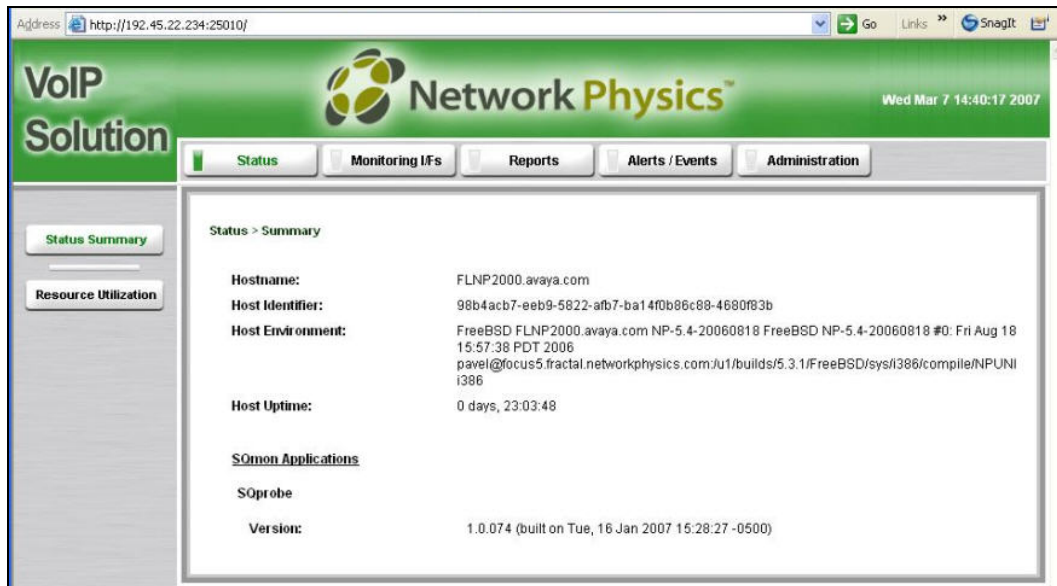 Address http://192.45.22.234:25010/ Go Links » SnagIt
VoIP
Solution
Network Physics™
Wed Mar 7 14:40:17 2007
Status Monitoring I/Fs Reports Alerts / Events Administration
Status Summary
Resource Utilization
Status > Summary
Hostname: FLNP2000.avaya.com
Host Identifier: 98b4acb7-eeb9-5822-afb7-ba14f0b86c88-4680f83b
Host Environment: FreeBSD FLNP2000.avaya.com NP-5.4-20060818 FreeBSD NP-5.4-20060818 #0: Fri Aug 18
15:57:38 PDT 2006
pavel@focus5.fractal.networkphysics.com:/u1/builds/5.3.1/FreeBSD/sys/i386/compile/NPUNI
i386
Host Uptime: 0 days, 23:03:48
SQmon Applications
SQprobe
Version: 1.0.074 (built on Tue, 16 Jan 2007 15:28:27 -0500)